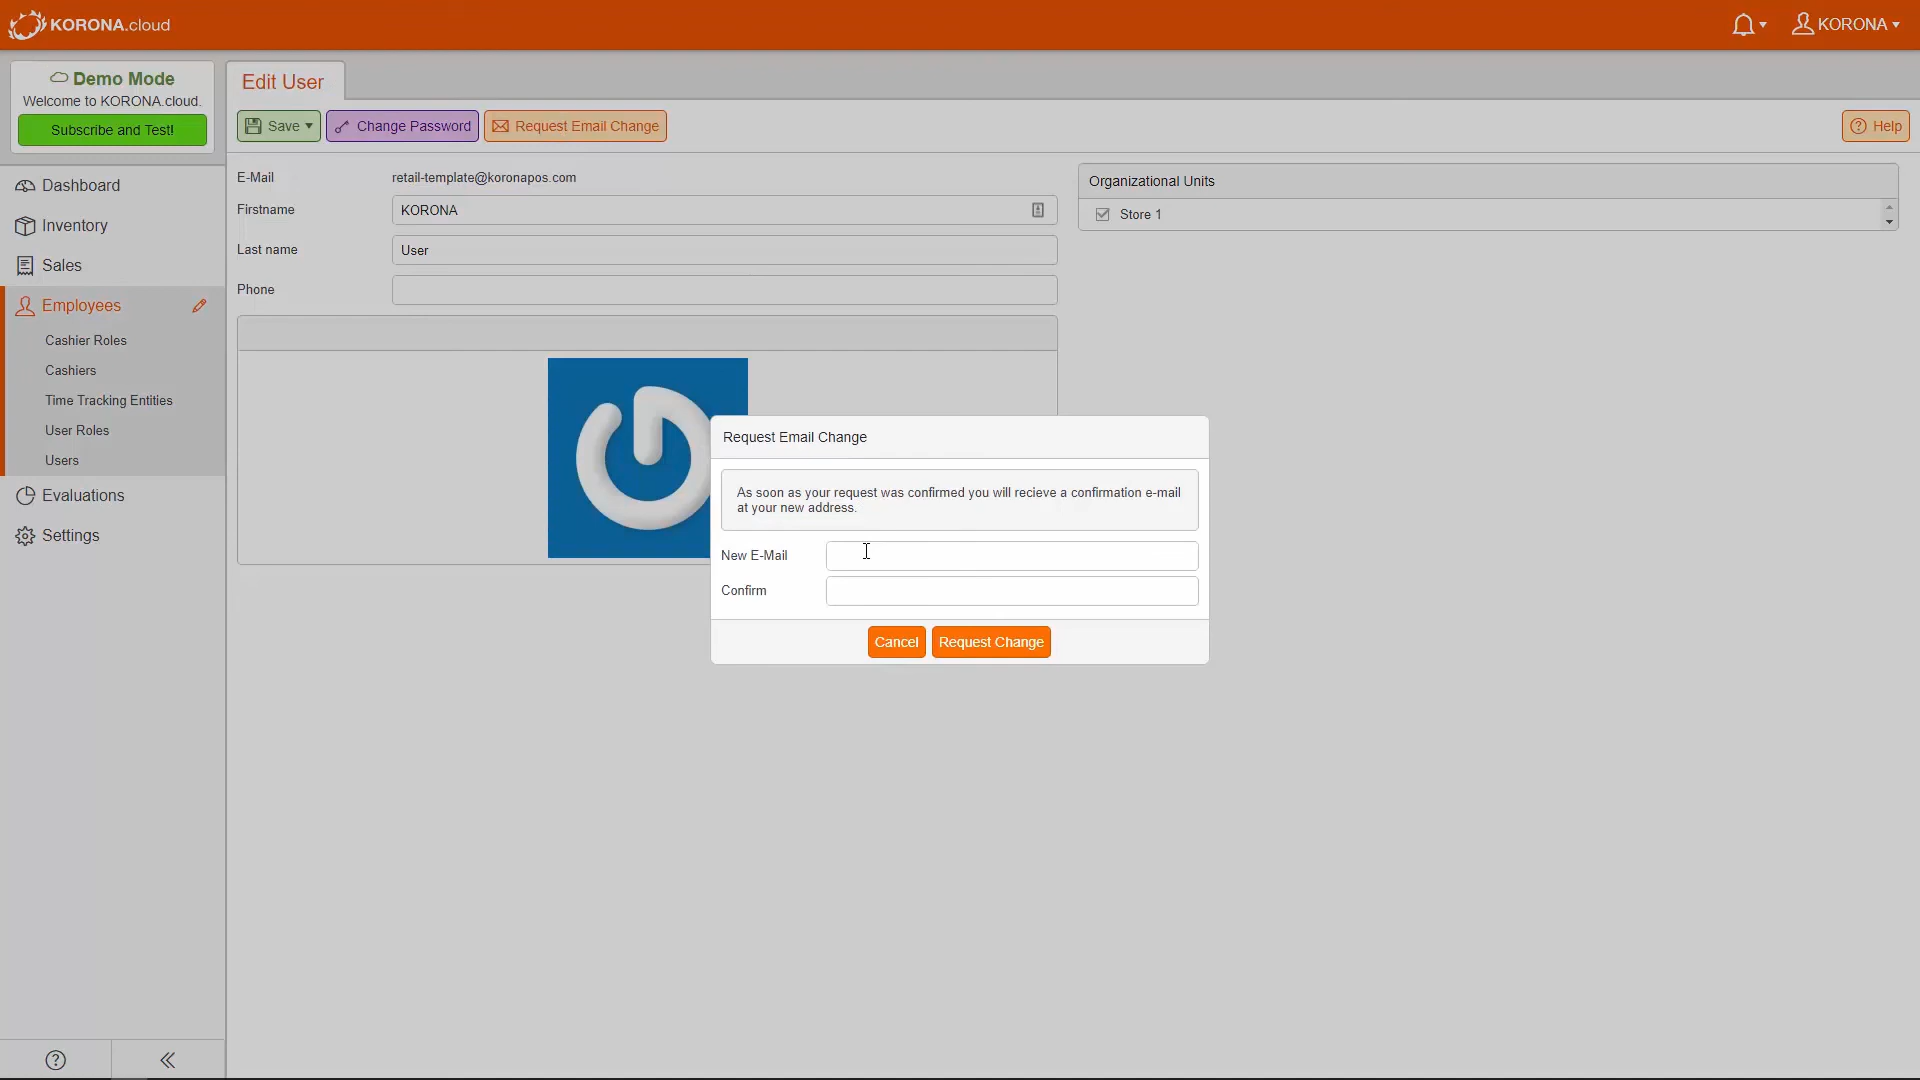 KORONA.cloud
KORONA
Demo Mode
Welcome to KORONA.cloud.
Subscribe and Test!
Dashboard
Inventory
Sales
Employees
Cashier Roles
Cashiers
Time Tracking Entities
User Roles
Users
Evaluations
Settings
Edit User
Save
Change Password
Request Email Change
Help
E-Mail
retail-template@koronapos.com
Firstname
KORONA
Last name
User
Phone
Organizational Units
Store 1
Request Email Change
As soon as your request was confirmed you will recieve a confirmation e-mail
at your new address.
New E-Mail
Confirm
Cancel
Request Change